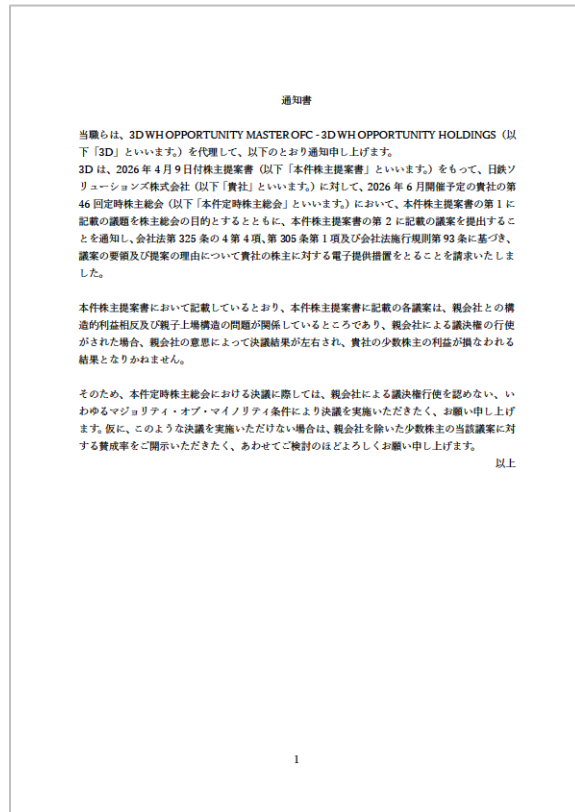 通知書
当職らは、3D WH OPPORTUNITY MASTER OFC - 3D WH OPPORTUNITY HOLDINGS（以
下「3D」といいます。）を代理して、以下のとおり通知申し上げます。
3D は、2026 年 4 月 9 日付株主提案書（以下「本件株主提案書」といいます。）をもって、日鉄ソ
リューションズ株式会社（以下「貴社」といいます。）に対して、2026 年 6 月開催予定の貴社の第
46 回定時株主総会（以下「本件定時株主総会」といいます。）において、本件株主提案書の第 1 に
記載の議題を株主総会の目的とするとともに、本件株主提案書の第 2 に記載の議案を提出するこ
とを通知し、会社法第 325 条の 4 第 4 項、第 305 条第 1 項及び会社法施行規則第 93 条に基づき、
議案の要領及び提案の理由について貴社の株主に対する電子提供措置をとることを請求いたしま
した。
本件株主提案書において記載しているとおり、本件株主提案書に記載の各議案は、親会社との構
造的利益相反及び親子上場構造の問題が関係しているところであり、親会社による議決権の行使
がされた場合、親会社の意思によって決議結果が左右され、貴社の少数株主の利益が損なわれる
結果となりかねません。
そのため、本件定時株主総会における決議に際しては、親会社による議決権行使を認めない、い
わゆるマジョリティ・オブ・マイノリティ条件により決議を実施いただきたく、お願い申し上げ
ます。仮に、このような決議を実施いただけない場合は、親会社を除いた少数株主の当該議案に対
する賛成率をご開示いただきたく、あわせてご検討のほどよろしくお願い申し上げます。
以上
1